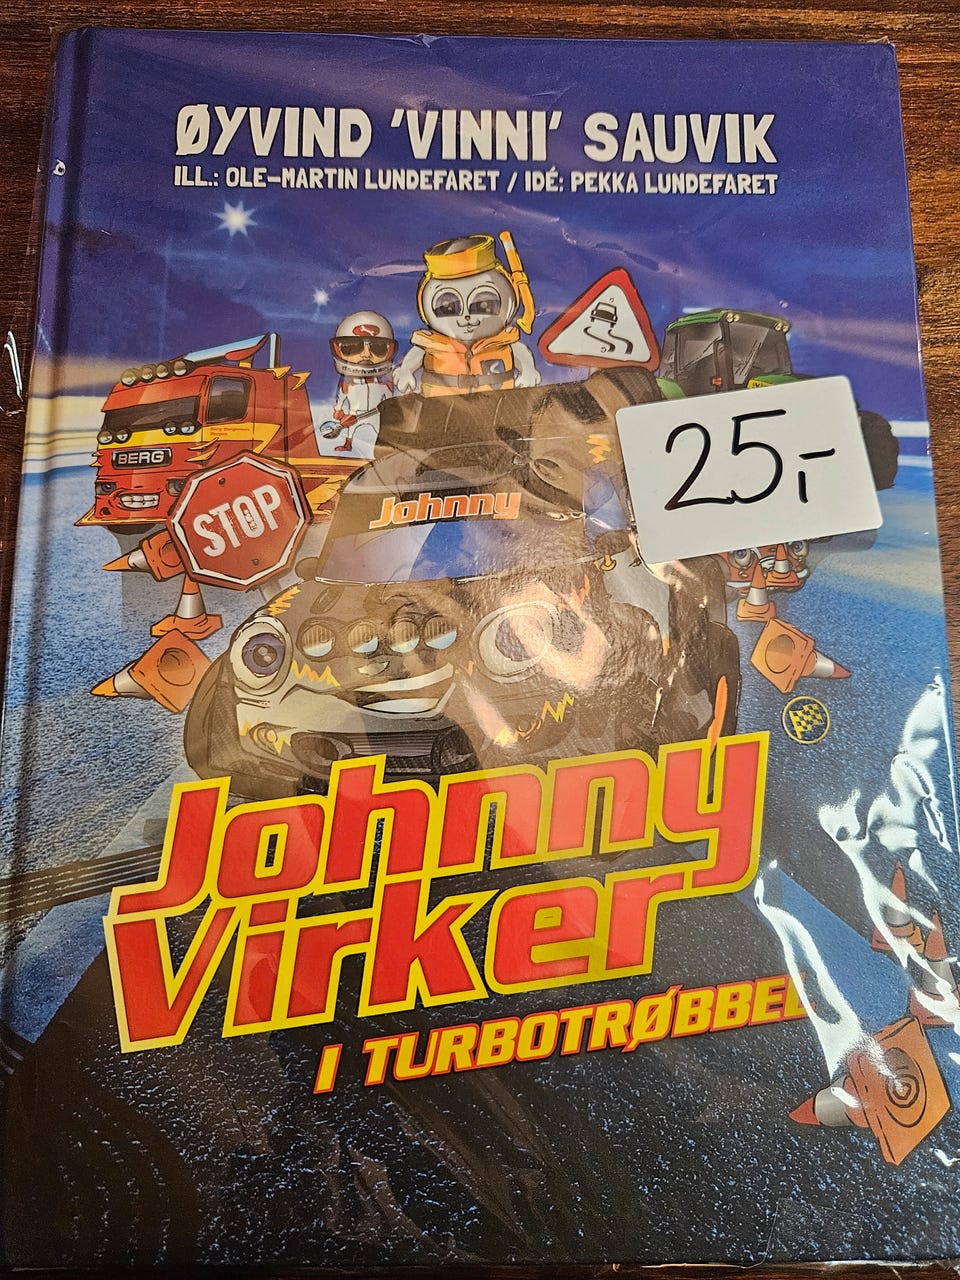 ØYVIND 'VINNI' SAUVIK
ILL.: OLE-MARTIN LUNDEFARET / IDÉ: PEKKA LUNDEFARET
25,-
BERG
STOP
Johnny
Johnny
Virker
I TURBOTRØBBEL